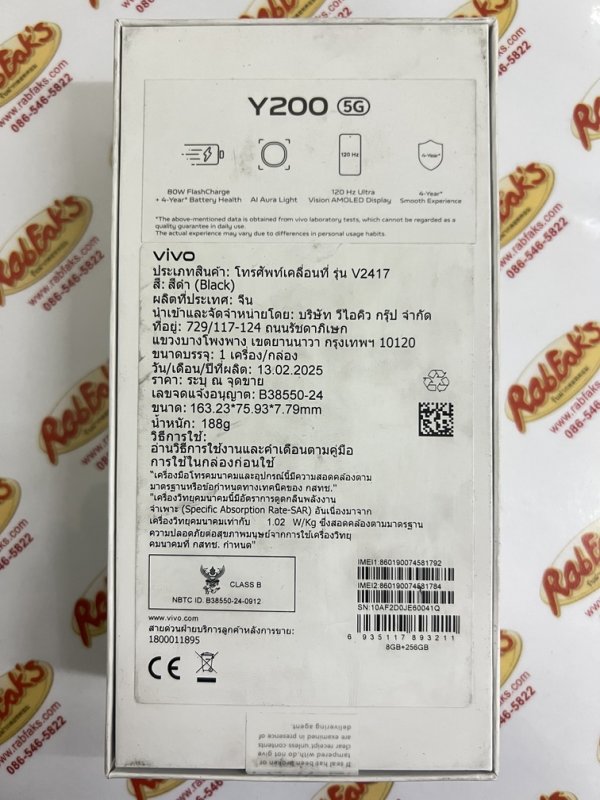 Y200 5G
120 Hz
4-Year*
80W FlashCharge
+ 4-Year* Battery Health
AI Aura Light
120 Hz Ultra
Vision AMOLED Display
4-Year*
Smooth Experience
*The above-mentioned data is obtained from vivo laboratory tests, which cannot be regarded as a
quality guarantee.
The actual experience may vary due to differences in personal usage habits.
vivo
ประเภทสินค้า: โทรศัพท์เคลื่อนที่ รุ่น V2417
สี: สีดำ (Black)
ผลิตที่ประเทศ: จีน
นำเข้าและจัดจำหน่ายโดย: บริษัท วีไอคิว กรุ๊ป จำกัด
ที่อยู่: 729/117-124 ถนนรัชดาภิเษก
แขวงบางโพงพาง เขตยานนาวา กรุงเทพฯ 10120
ขนาดบรรจุ: 1 เครื่อง/กล่อง
วัน/เดือน/ปีที่ผลิต: 13.02.2025
ราคา: ระบุ ณ จุดขาย
เลขจดแจ้งอนุญาต: B38550-24
ขนาด: 163.23*75.93*7.79mm
น้ำหนัก: 188g
วิธีการใช้:
อ่านวิธีการใช้งานและคำเตือนตามคู่มือ
การใช้ในกล่องก่อนใช้
"เครื่องมือโทรคมนาคมและอุปกรณ์นี้มีความสอดคล้องตาม
มาตรฐานหรือข้อกำหนดทางเทคนิคของ กสทช."
"เครื่องวิทยุคมนาคมนี้มีอัตราการดูดกลืนพลังงาน
จำเพาะ (Specific Absorption Rate-SAR) อันเนื่องมาจาก
เครื่องวิทยุคมนาคมเท่ากับ 1.02 W/Kg ซึ่งสอดคล้องตามมาตรฐาน
ความปลอดภัยต่อสุขภาพมนุษย์จากการใช้เครื่องวิทยุ
คมนาคมที่ กสทช. กำหนด"
CLASS B
NBTC ID. B38550-24-0912
IMEI1:860190074581792
IMEI2:860190074581784
SN:10AF2D0JE60041Q
6 935117 893211
8GB+256GB
www.vivo.com
สายด่วนฝ่ายบริการลูกค้าหลังการขาย:
1800011895
CE
If seal has been broken or
tampered with,do not give
clear receipt unless contents
are examined in presence of
delivering agent.
RabFak's
www.rabfaks.com
086-546-5822